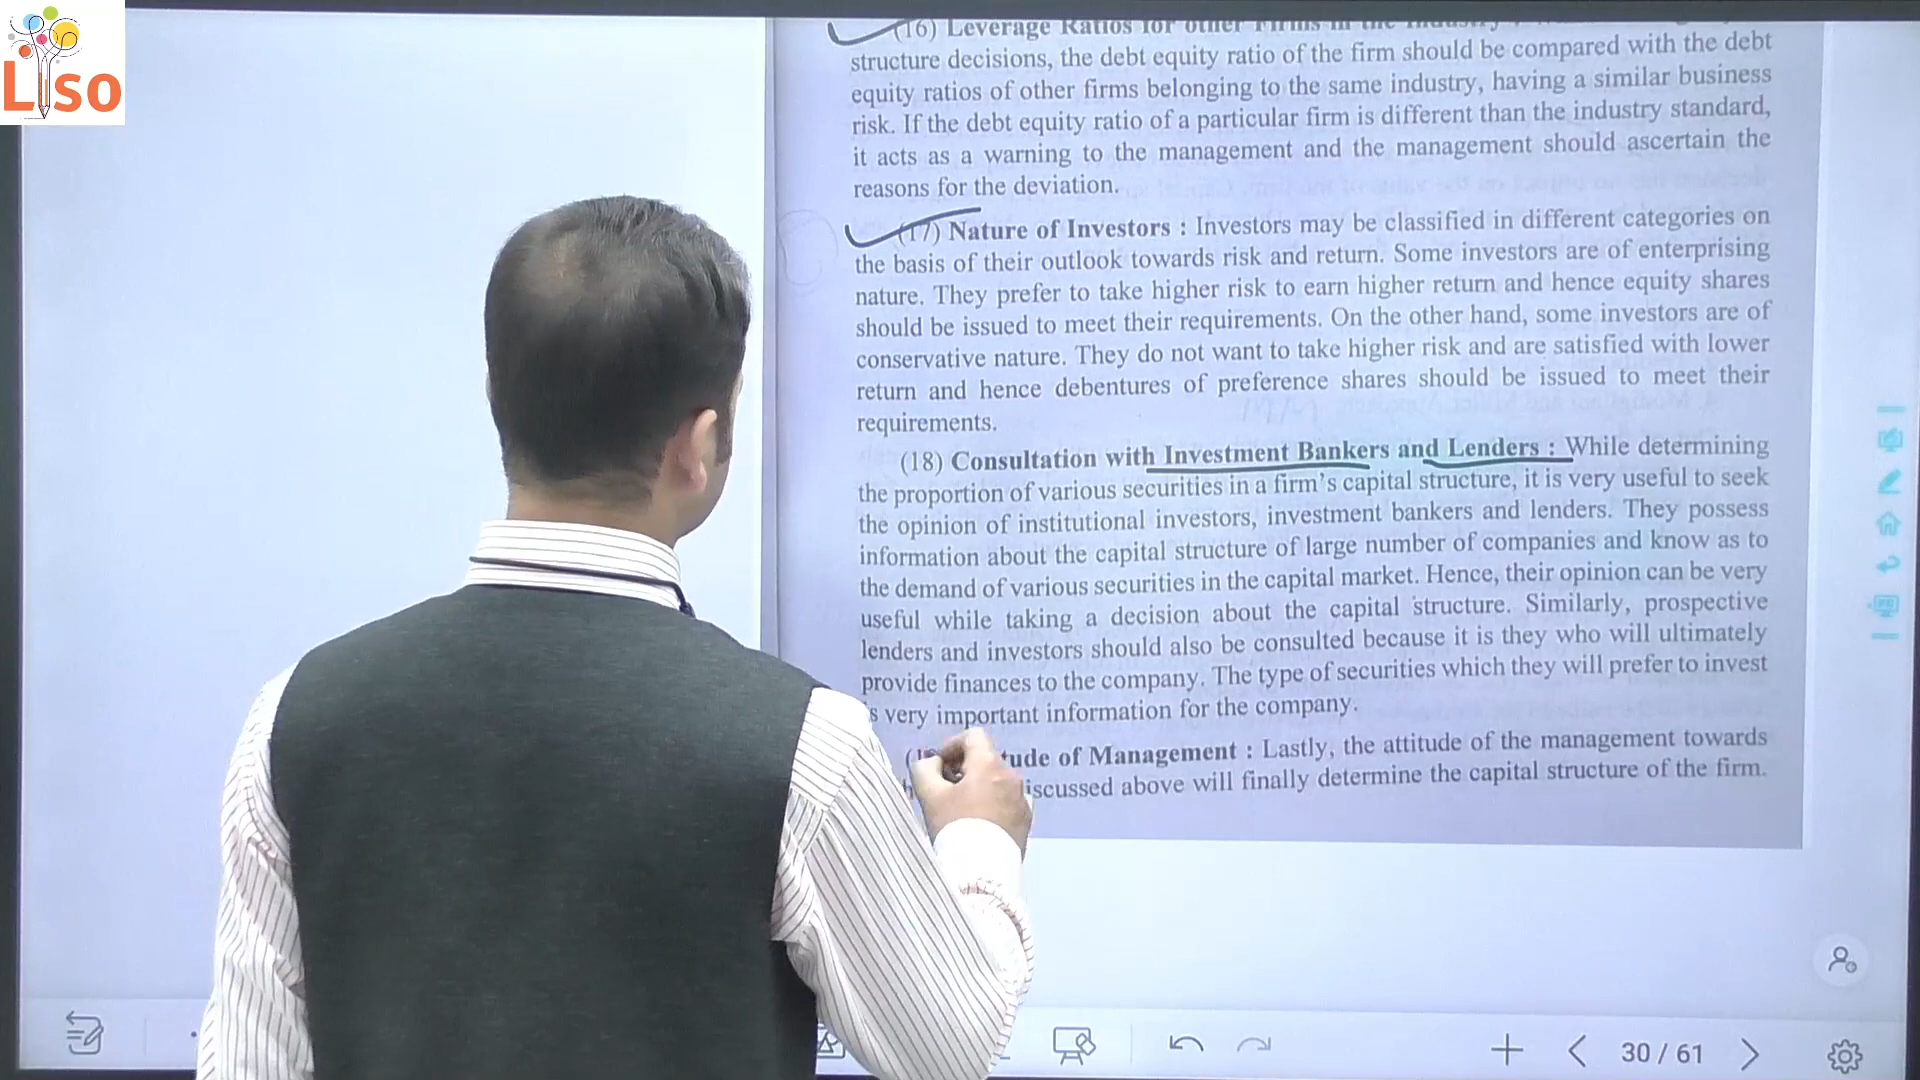 Liso
(16) Leverage Ratios for other Firms in the Industry
structure decisions, the debt equity ratio of the firm should be compared with the debt
equity ratios of other firms belonging to the same industry, having a similar business
risk. If the debt equity ratio of a particular firm is different than the industry standard,
it acts as a warning to the management and the management should ascertain the
reasons for the deviation.
(17) Nature of Investors : Investors may be classified in different categories on
the basis of their outlook towards risk and return. Some investors are of enterprising
nature. They prefer to take higher risk to earn higher return and hence equity shares
should be issued to meet their requirements. On the other hand, some investors are of
conservative nature. They do not want to take higher risk and are satisfied with lower
return and hence debentures of preference shares should be issued to meet their
requirements.
(18) Consultation with Investment Bankers and Lenders : While determining
the proportion of various securities in a firm's capital structure, it is very useful to seek
the opinion of institutional investors, investment bankers and lenders. They possess
information about the capital structure of large number of companies and know as to
the demand of various securities in the capital market. Hence, their opinion can be very
useful while taking a decision about the capital structure. Similarly, prospective
lenders and investors should also be consulted because it is they who will ultimately
provide finances to the company. The type of securities which they will prefer to invest
s very important information for the company.
tude of Management : Lastly, the attitude of the management towards
iscussed above will finally determine the capital structure of the firm.
30 / 61